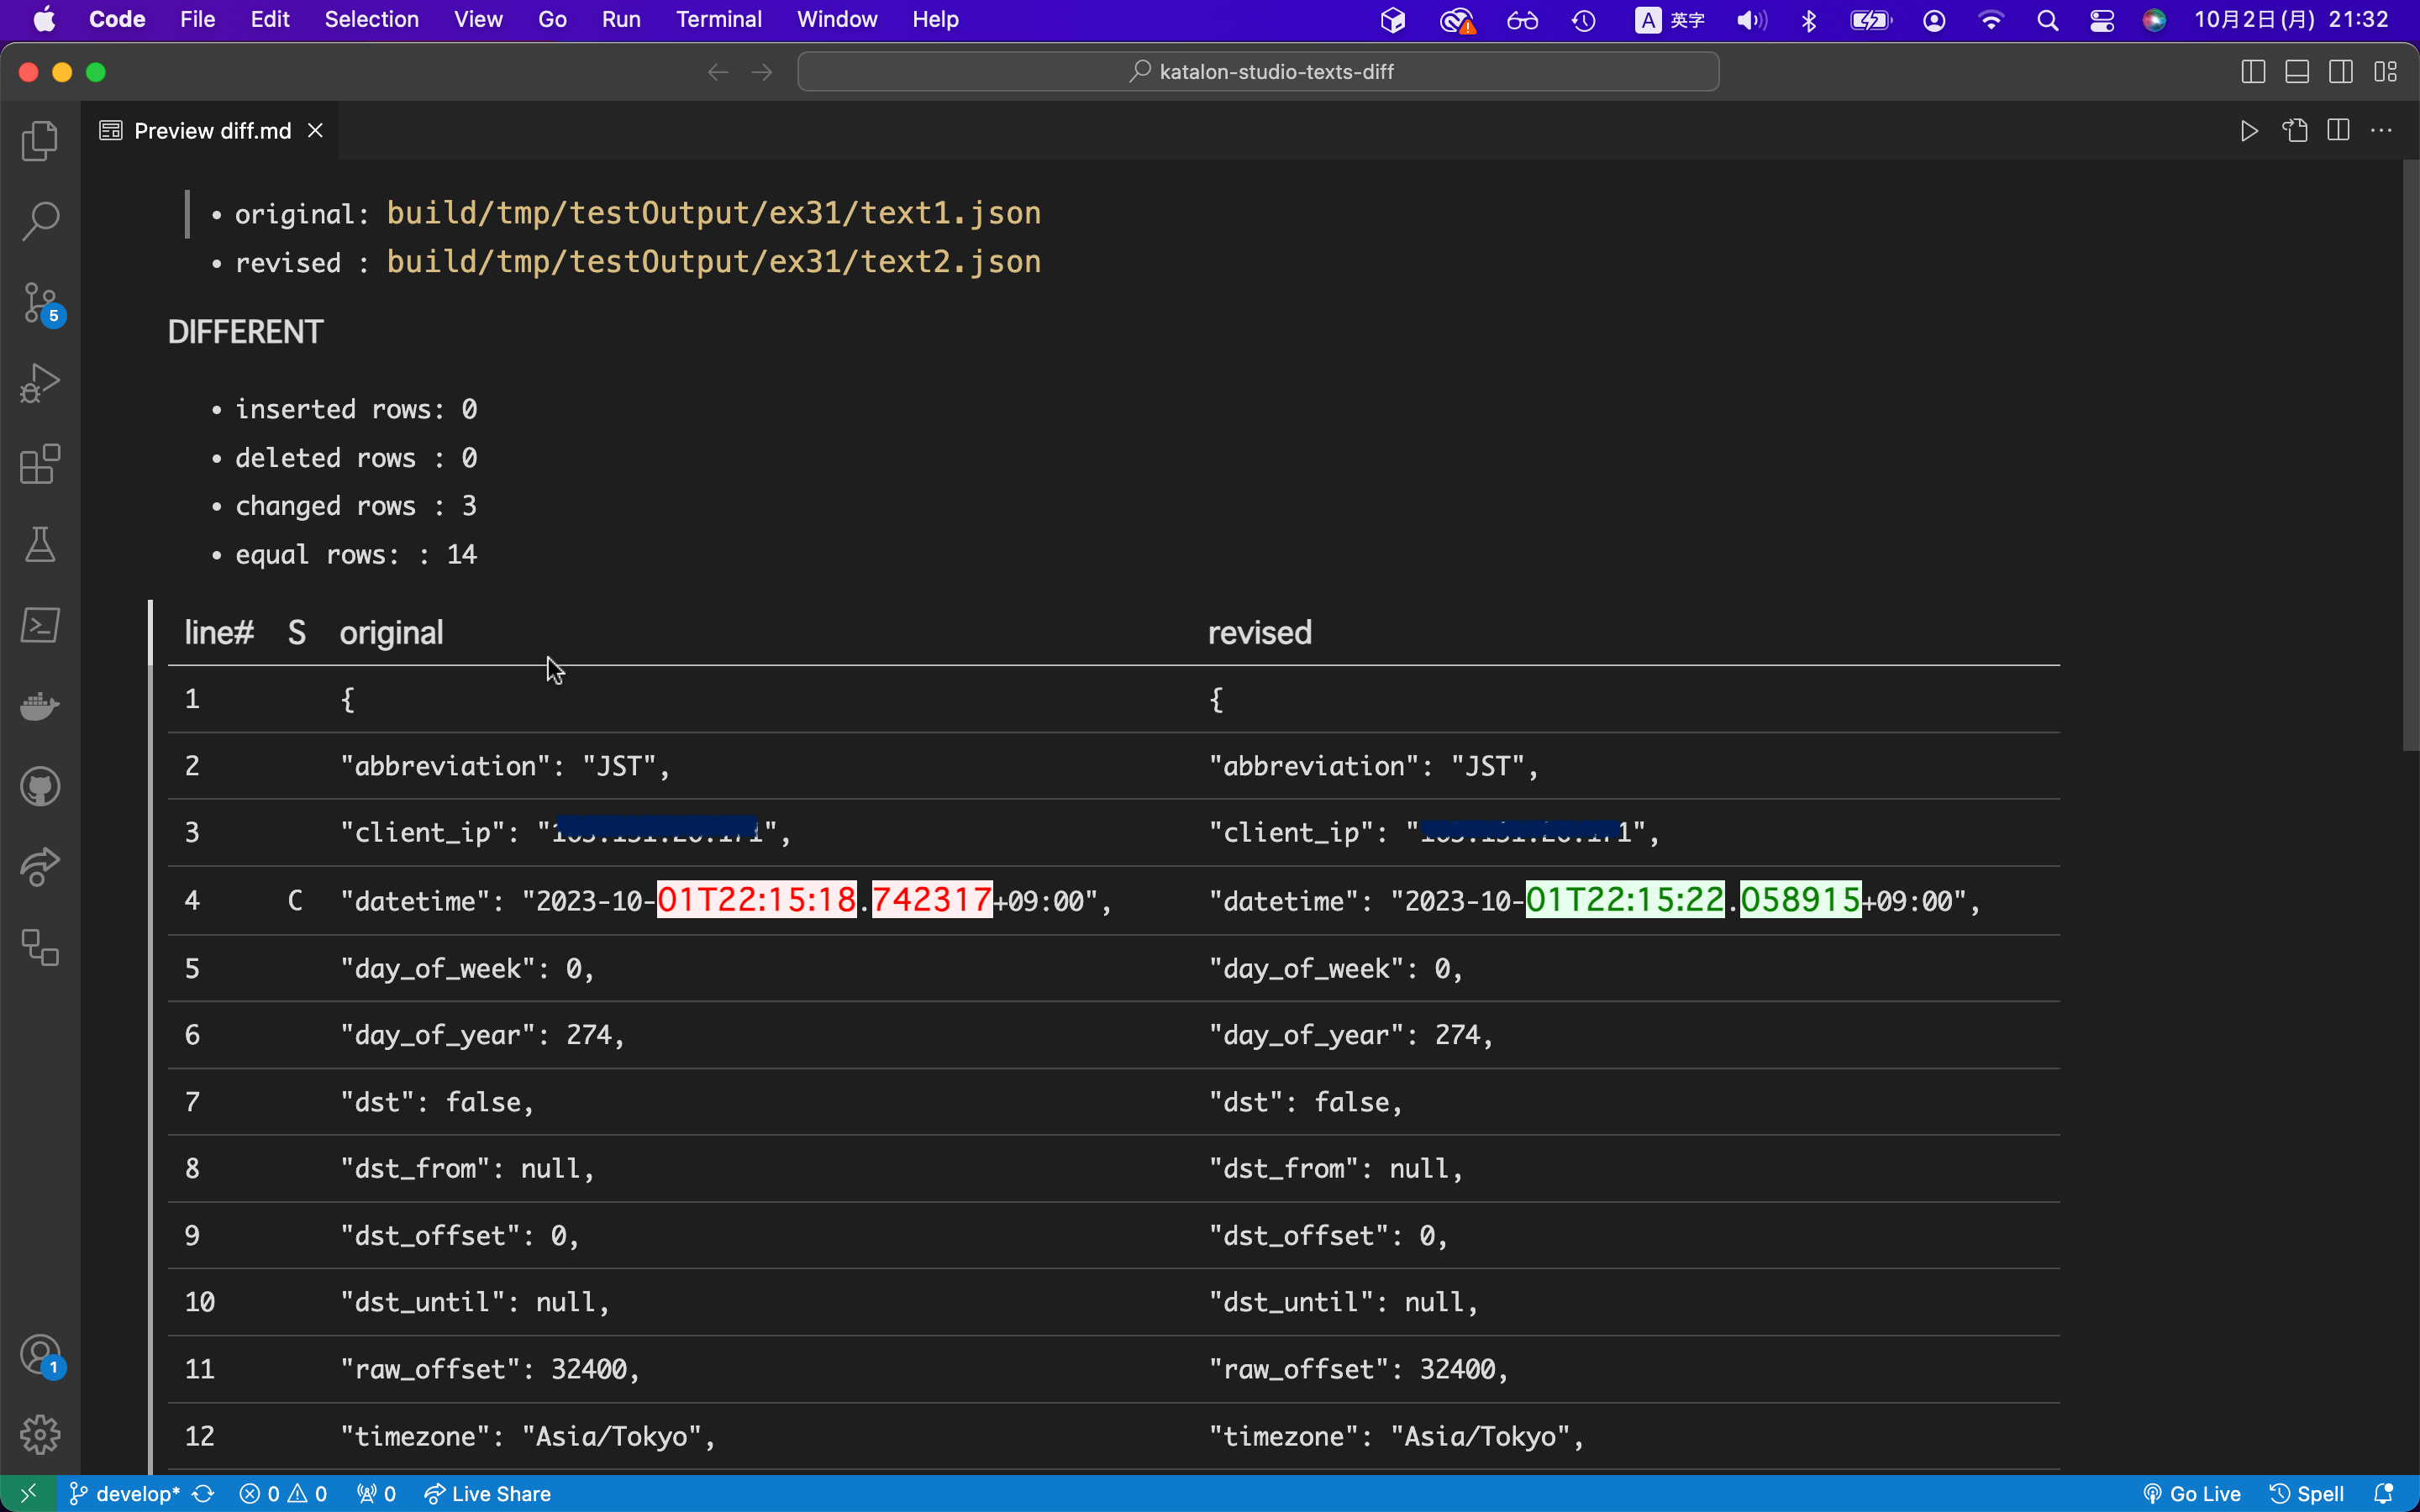 Code File Edit Selection View Go Run Terminal Window Help A 英字 10月2日(月) 21:32
katalon-studio-texts-diff
Preview diff.md
• original: build/tmp/testOutput/ex31/text1.json
• revised : build/tmp/testOutput/ex31/text2.json
5
DIFFERENT
• inserted rows: 0
• deleted rows : 0
• changed rows : 3
• equal rows: : 14
line# S original revised
1 { {
2 "abbreviation": "JST", "abbreviation": "JST",
3 "client_ip": " ", "client_ip": " 1",
4 C "datetime": "2023-10-01T22:15:18.742317+09:00", "datetime": "2023-10-01T22:15:22.058915+09:00",
5 "day_of_week": 0, "day_of_week": 0,
6 "day_of_year": 274, "day_of_year": 274,
7 "dst": false, "dst": false,
8 "dst_from": null, "dst_from": null,
9 "dst_offset": 0, "dst_offset": 0,
10 "dst_until": null, "dst_until": null,
11 "raw_offset": 32400, "raw_offset": 32400,
1
12 "timezone": "Asia/Tokyo", "timezone": "Asia/Tokyo",
develop* 0 0 0 Live Share Go Live Spell